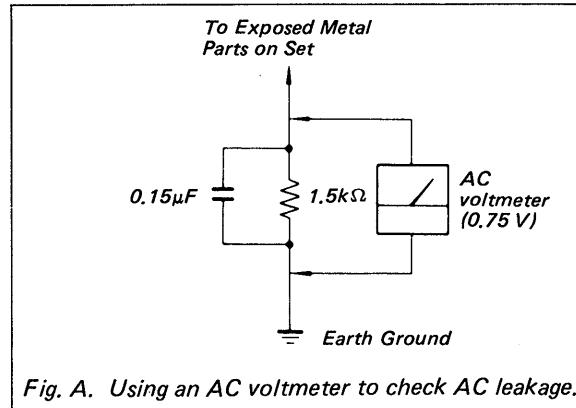 To Exposed Metal
Parts on Set
0.15µF
1.5kΩ
AC
voltmeter
(0.75 V)
Earth Ground
Fig. A. Using an AC voltmeter to check AC leakage.